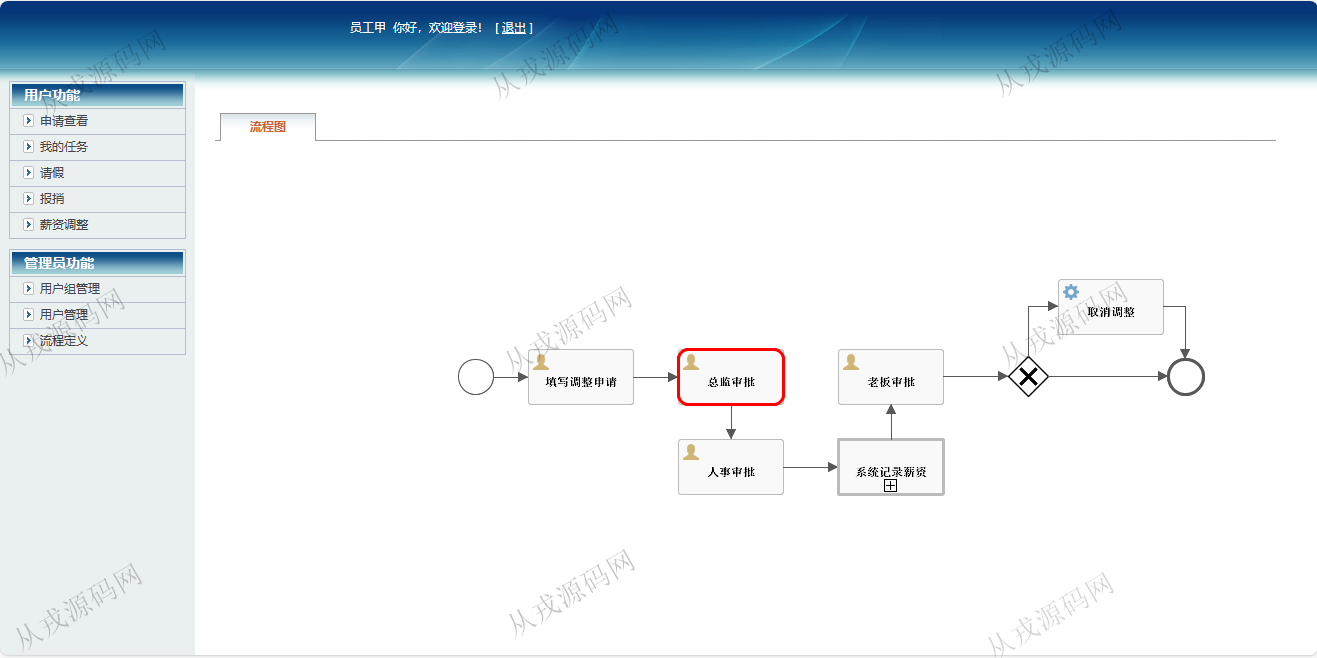 员工甲 你好，欢迎登录！ [ 退出 ]
用户功能
申请查看
我的任务
请假
报捎
薪资调整
管理员功能
用户组管理
用户管理
流程定义
流程图
取消调整
填写调整申请
总监审批
老板审批
人事审批
系统记录薪资
从戎源码网
从戎源码网
从戎源码网
从戎源码网
从戎源码网
从戎源码网
从戎源码网
从戎源码网
从戎源码网